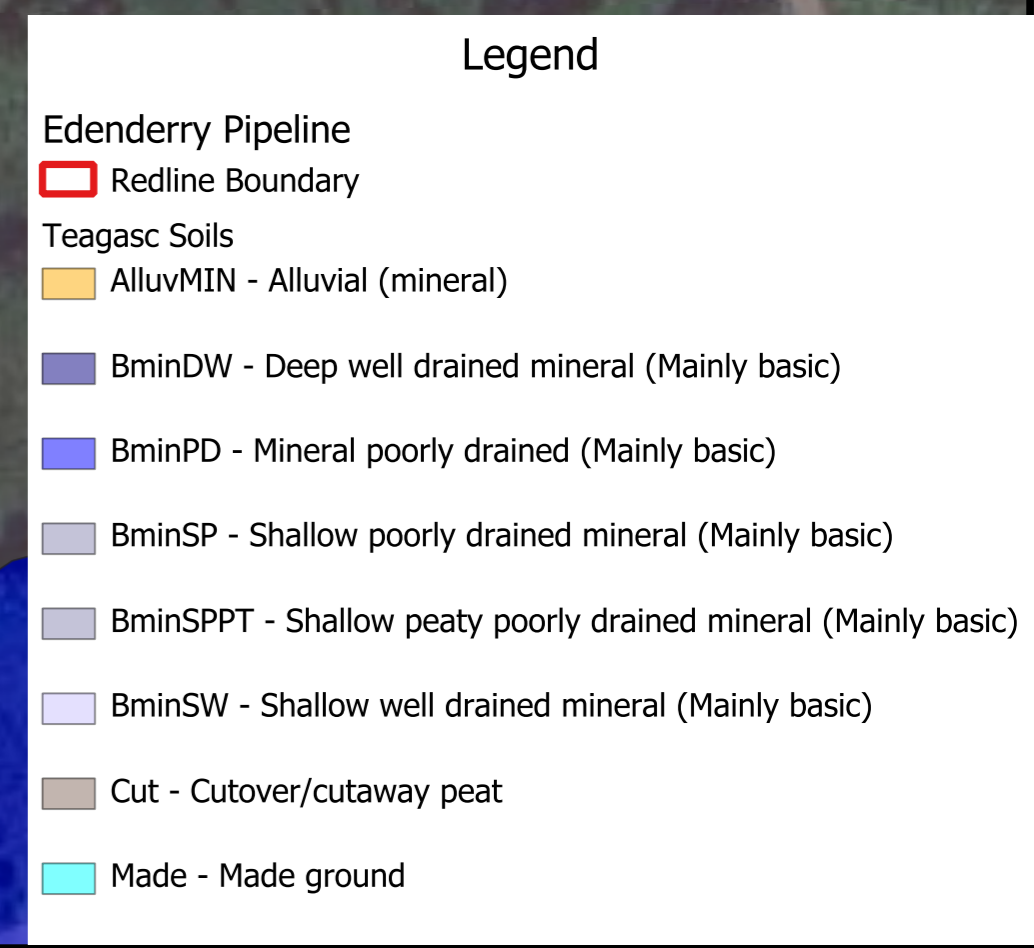 Legend
Edenderry Pipeline
Redline Boundary
Teagasc Soils
AlluvMIN - Alluvial (mineral)
BminDW - Deep well drained mineral (Mainly basic)
BminPD - Mineral poorly drained (Mainly basic)
BminSP - Shallow poorly drained mineral (Mainly basic)
BminSPPT - Shallow peaty poorly drained mineral (Mainly basic)
BminSW - Shallow well drained mineral (Mainly basic)
Cut - Cutover/cutaway peat
Made - Made ground